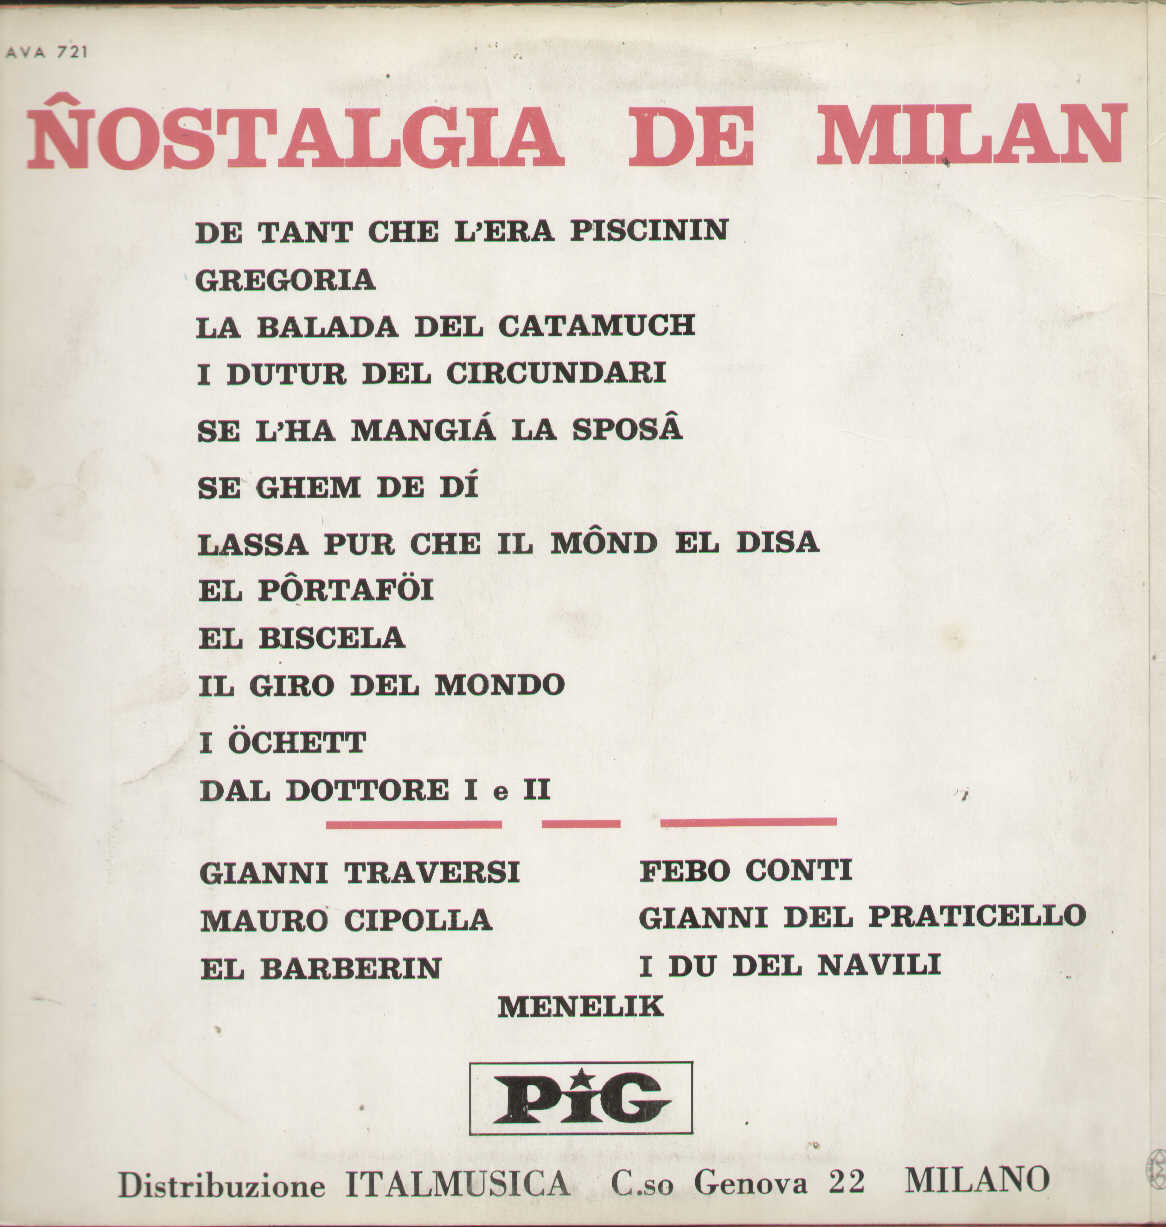 AVA 721
N̂OSTALGIA DE MILAN
DE TANT CHE L'ERA PISCININ
GREGORIA
LA BALADA DEL CATAMUCH
I DUTUR DEL CIRCUNDARI
SE L'HA MANGIÁ LA SPOSÂ
SE GHEM DE DÍ
LASSA PUR CHE IL MÔND EL DISA
EL PÔRTAFÖI
EL BISCELA
IL GIRO DEL MONDO
I ÖCHETT
DAL DOTTORE I e II
GIANNI TRAVERSI FEBO CONTI
MAURO CIPOLLA GIANNI DEL PRATICELLO
EL BARBERIN I DU DEL NAVILI
MENELIK
PiG
Distribuzione ITALMUSICA C.so Genova 22 MILANO